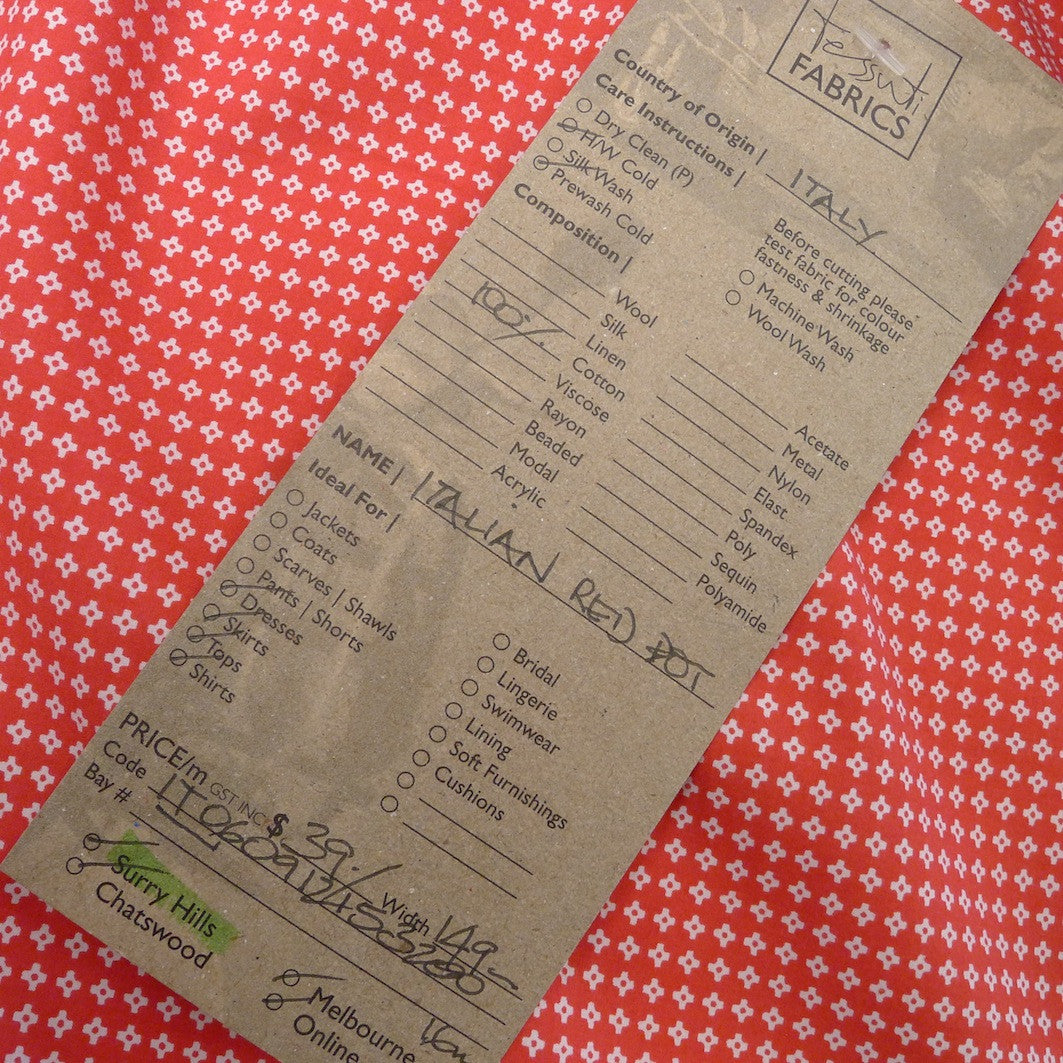 Tessuti
FABRICS
Country of Origin | ITALY
Care Instructions |
Dry Clean (P)
H/W Cold
Silk Wash
Prewash Cold
Before cutting please
test fabric for colour
fastness & shrinkage
Machine Wash
Wool Wash
Composition |
Wool
Silk
Linen
100% Cotton
Viscose
Rayon
Beaded
Modal
Acrylic
Acetate
Metal
Nylon
Elast
Spandex
Poly
Sequin
Polyamide
NAME | ITALIAN RED DOT
Ideal For |
Jackets
Coats
Scarves | Shawls
Pants | Shorts
Dresses
Skirts
Tops
Shirts
Bridal
Lingerie
Swimwear
Lining
Soft Furnishings
Cushions
PRICE/m GST INC $ 39./ Width 149-
Code
Bay #
Surry Hills
Chatswood
Melbourne
Online